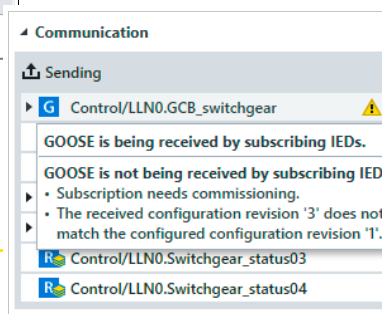 Communication
Sending
G Control/LLN0.GCB_switchgear
GOOSE is being received by subscribing IEDs.
GOOSE is not being received by subscribing IED
• Subscription needs commissioning.
• The received configuration revision '3' does not
match the configured configuration revision '1'.
R Control/LLN0.Switchgear_status03
R Control/LLN0.Switchgear_status04